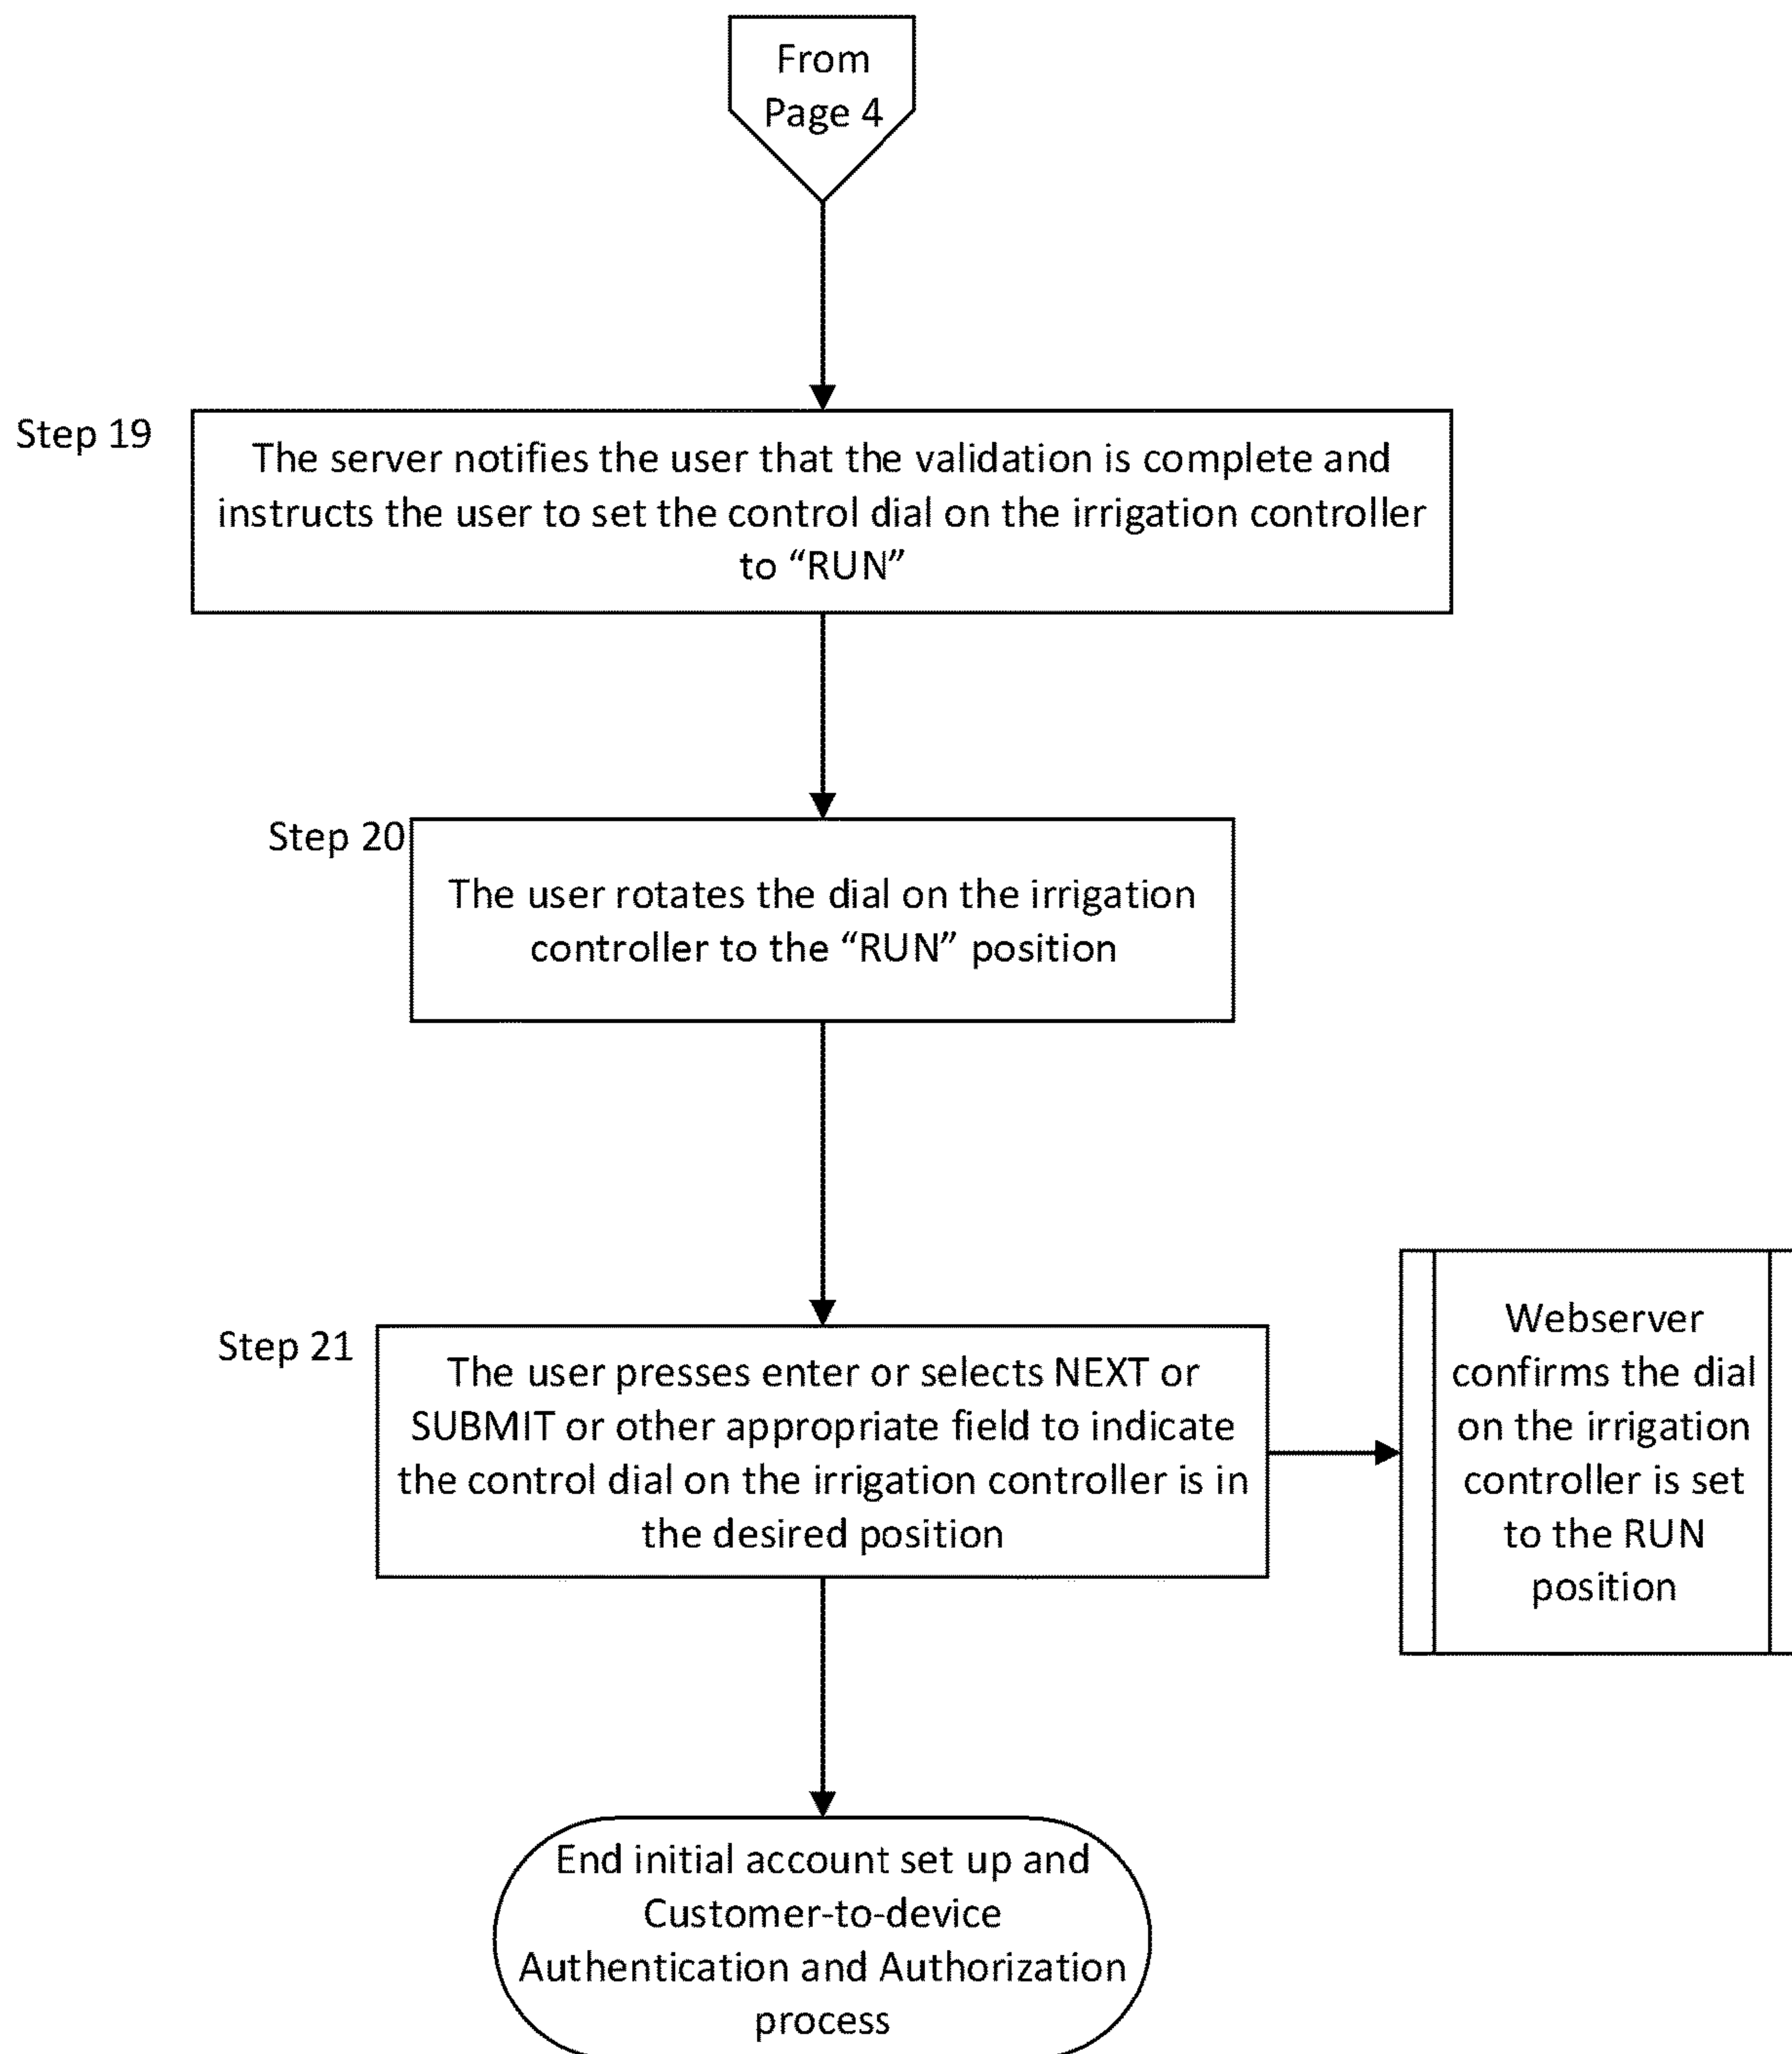 From
Page 4
Step 19
The server notifies the user that the validation is complete and
instructs the user to set the control dial on the irrigation controller
to “RUN”
Step 20
The user rotates the dial on the irrigation
controller to the “RUN” position
Step 21
The user presses enter or selects NEXT or
SUBMIT or other appropriate field to indicate
the control dial on the irrigation controller is in
the desired position
Webserver
confirms the dial
on the irrigation
controller is set
to the RUN
position
End initial account set up and
Customer-to-device
Authentication and Authorization
process